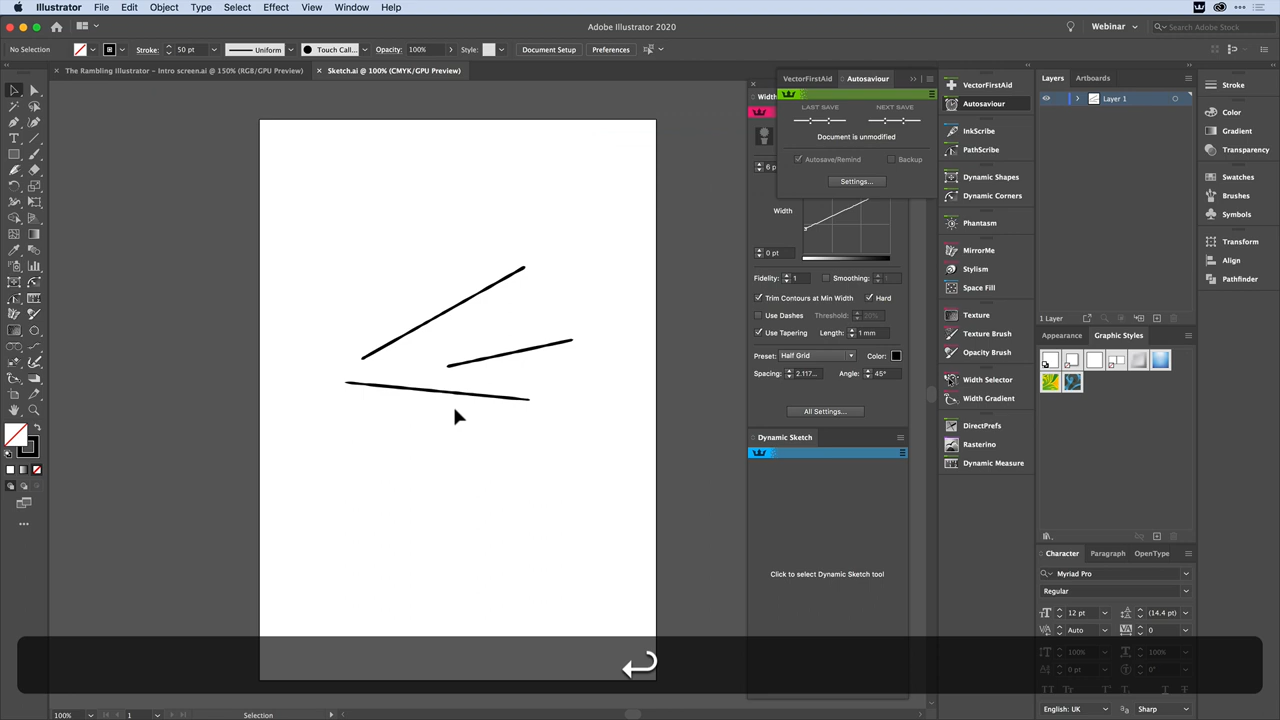 Illustrator File Edit Object Type Select Effect View Window Help
Adobe Illustrator 2020
Webinar
Search Adobe Stock
No Selection Stroke: 50 pt Uniform Touch Call... Opacity: 100% Style: Document Setup Preferences
× The Rambling Illustrator – Intro screen.ai @ 150% (RGB/GPU Preview) × Sketch.ai @ 100% (CMYK/GPU Preview)
VectorFirstAid Autosaviour
LAST SAVE NEXT SAVE
Document is unmodified
Autosave/Remind Backup
Settings...
6 p
Width
0 pt
Fidelity: 1 Smoothing:
Trim Contours at Min Width Hard
Use Dashes Threshold: 20%
Use Tapering Length: 1 mm
Preset: Half Grid Color:
Spacing: 2.117... Angle: 45°
All Settings...
Dynamic Sketch
Click to select Dynamic Sketch tool
VectorFirstAid
Autosaviour
InkScribe
PathScribe
Dynamic Shapes
Dynamic Corners
Phantasm
MirrorMe
Stylism
Space Fill
Texture
Texture Brush
Opacity Brush
Width Selector
Width Gradient
DirectPrefs
Rasterino
Dynamic Measure
Layers Artboards
Layer 1
1 Layer
Appearance Graphic Styles
Character Paragraph OpenType
Myriad Pro
Regular
12 pt (14.4 pt)
Auto 0
100% 100%
0 pt 0°
English: UK Sharp
Stroke
Color
Gradient
Transparency
Swatches
Brushes
Symbols
Transform
Align
Pathfinder
100% 1 Selection